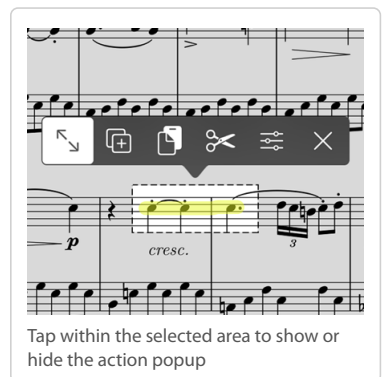 p
cresc.
3
Tap within the selected area to show or
hide the action popup